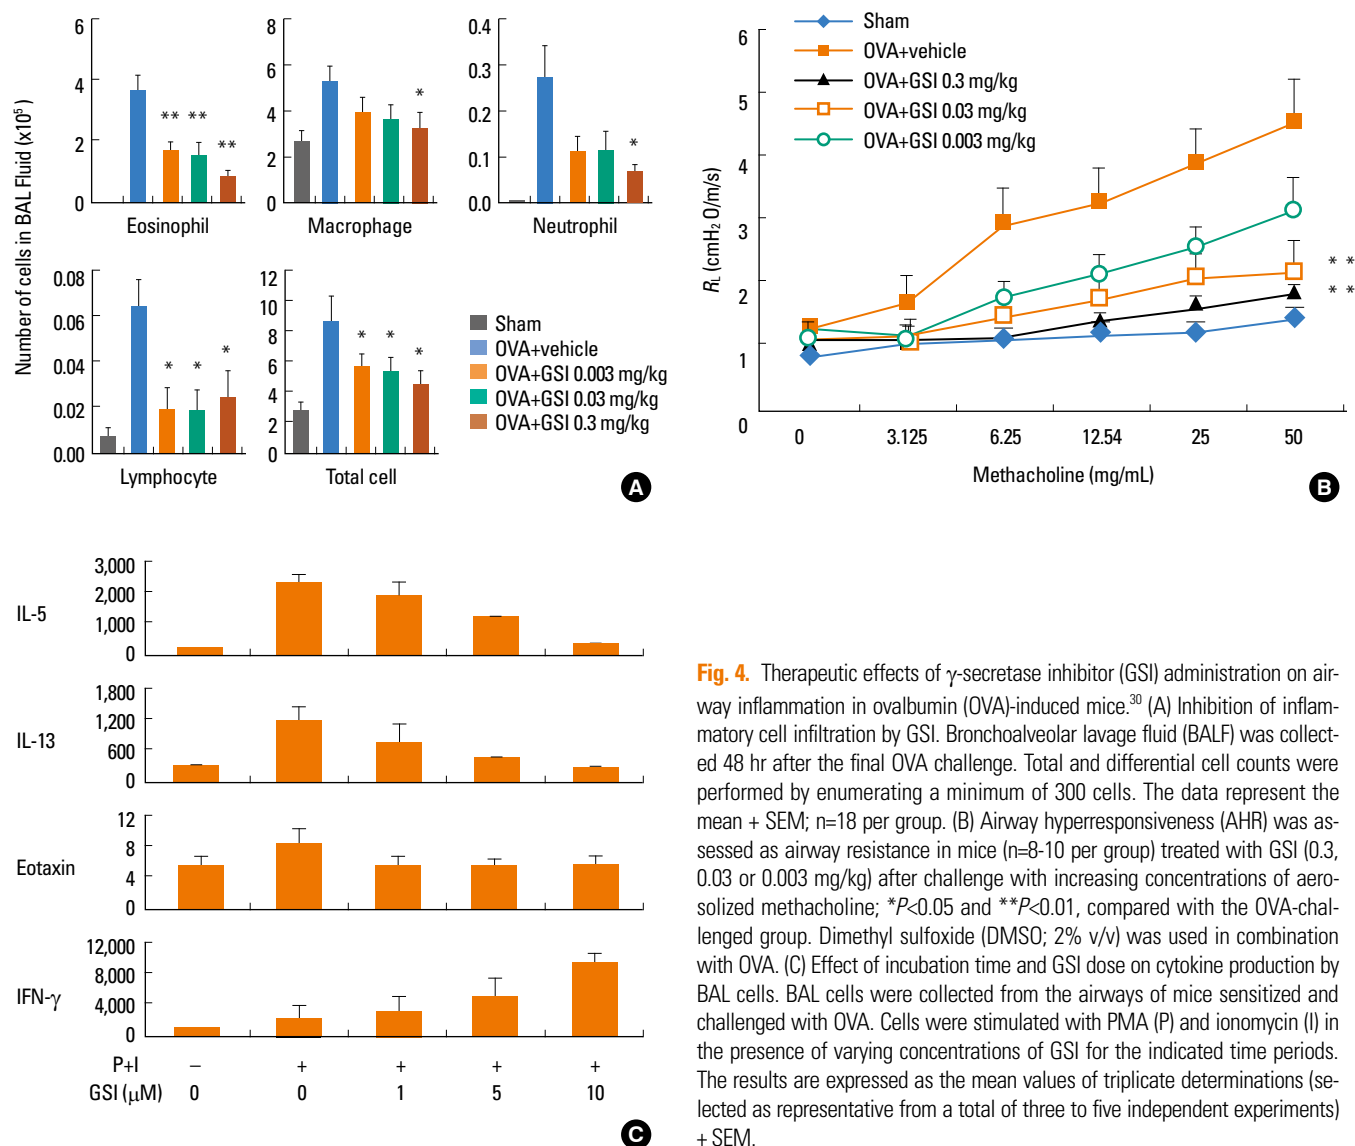 Number of cells in BAL Fluid (x10⁵)
6
4
2
0
** ** **
Eosinophil
8
6
4
2
0
*
Macrophage
0.4
0.3
0.2
0.1
0.0
*
Neutrophil
0.08
0.06
0.04
0.02
0.00
* * *
Lymphocyte
12
10
8
6
4
2
0
* * *
Total cell
Sham
OVA+vehicle
OVA+GSI 0.003 mg/kg
OVA+GSI 0.03 mg/kg
OVA+GSI 0.3 mg/kg
A
Sham
OVA+vehicle
OVA+GSI 0.3 mg/kg
OVA+GSI 0.03 mg/kg
OVA+GSI 0.003 mg/kg
RL (cmH2 O/m/s)
6
5
4
3
2
1
0
* *
* *
0 3.125 6.25 12.54 25 50
Methacholine (mg/mL)
B
IL-5
3,000
2,000
1,000
0
IL-13
1,800
1,200
600
0
Eotaxin
12
8
4
0
IFN-γ
12,000
8,000
4,000
0
P+I – + + + +
GSI (μM) 0 0 1 5 10
C
Fig. 4. Therapeutic effects of γ-secretase inhibitor (GSI) administration on air-
way inflammation in ovalbumin (OVA)-induced mice.³⁰ (A) Inhibition of inflam-
matory cell infiltration by GSI. Bronchoalveolar lavage fluid (BALF) was collect-
ed 48 hr after the final OVA challenge. Total and differential cell counts were
performed by enumerating a minimum of 300 cells. The data represent the
mean + SEM; n=18 per group. (B) Airway hyperresponsiveness (AHR) was as-
sessed as airway resistance in mice (n=8-10 per group) treated with GSI (0.3,
0.03 or 0.003 mg/kg) after challenge with increasing concentrations of aero-
solized methacholine; *P<0.05 and **P<0.01, compared with the OVA-chal-
lenged group. Dimethyl sulfoxide (DMSO; 2% v/v) was used in combination
with OVA. (C) Effect of incubation time and GSI dose on cytokine production by
BAL cells. BAL cells were collected from the airways of mice sensitized and
challenged with OVA. Cells were stimulated with PMA (P) and ionomycin (I) in
the presence of varying concentrations of GSI for the indicated time periods.
The results are expressed as the mean values of triplicate determinations (se-
lected as representative from a total of three to five independent experiments)
+ SEM.